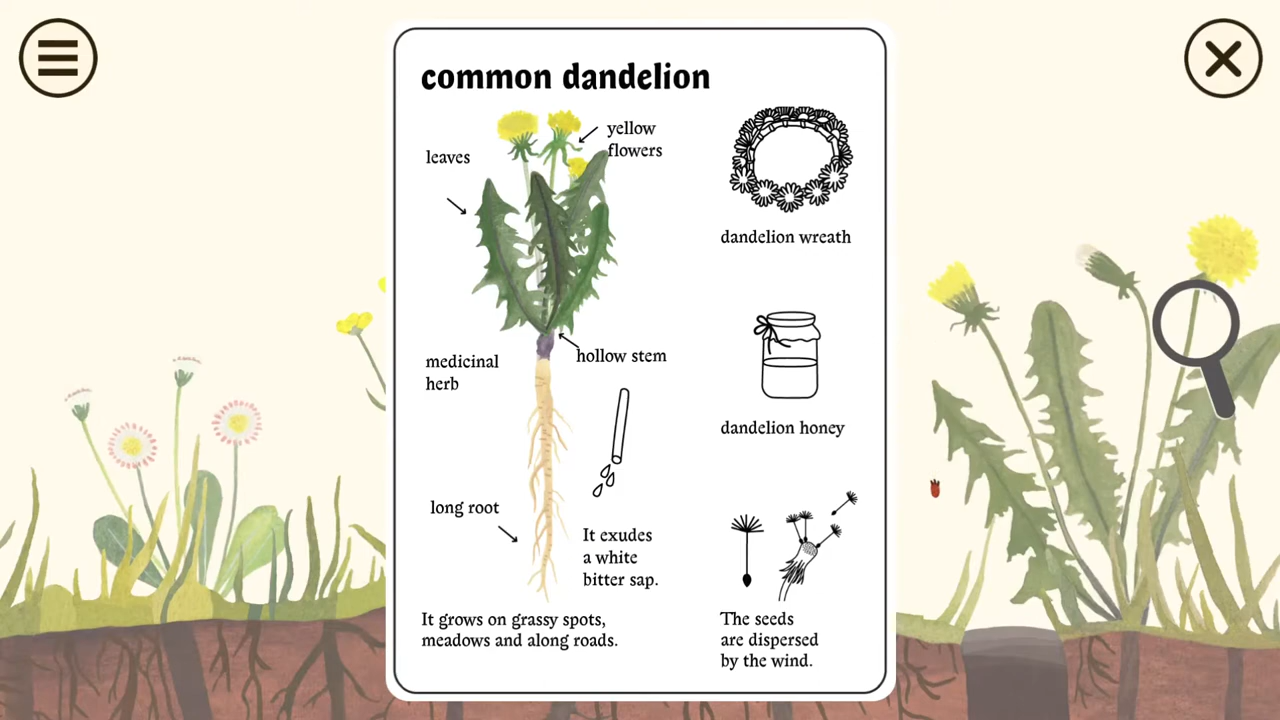 common dandelion
yellow
flowers
leaves
dandelion wreath
hollow stem
medicinal
herb
dandelion honey
long root
It exudes
a white
bitter sap.
It grows on grassy spots,
meadows and along roads.
The seeds
are dispersed
by the wind.